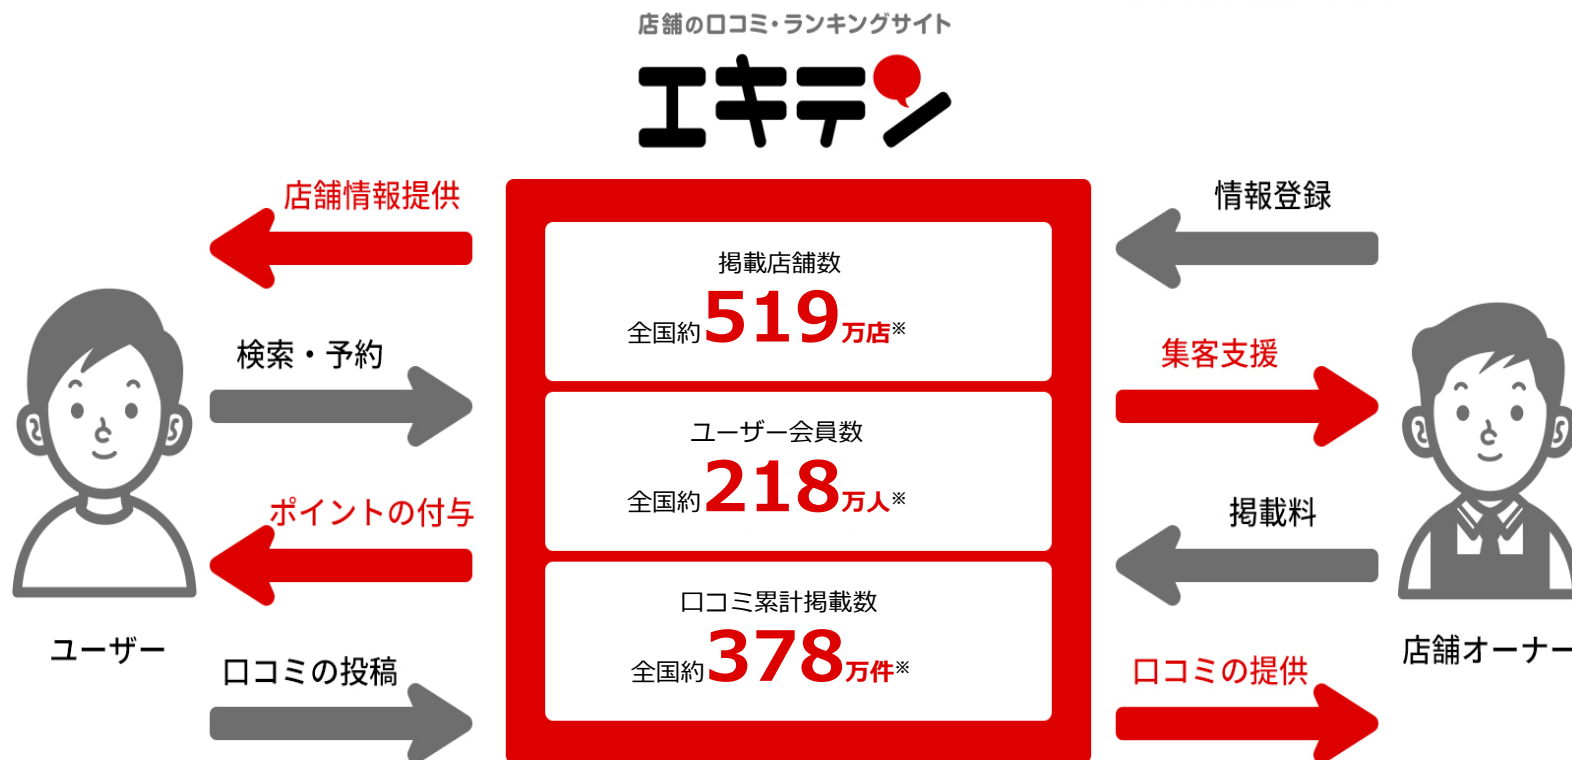 店舗の口コミ・ランキングサイト
エキテン
店舗情報提供
検索・予約
ポイントの付与
口コミの投稿
ユーザー
掲載店舗数
全国約519万店※
ユーザー会員数
全国約218万人※
口コミ累計掲載数
全国約378万件※
情報登録
集客支援
掲載料
口コミの提供
店舗オーナー